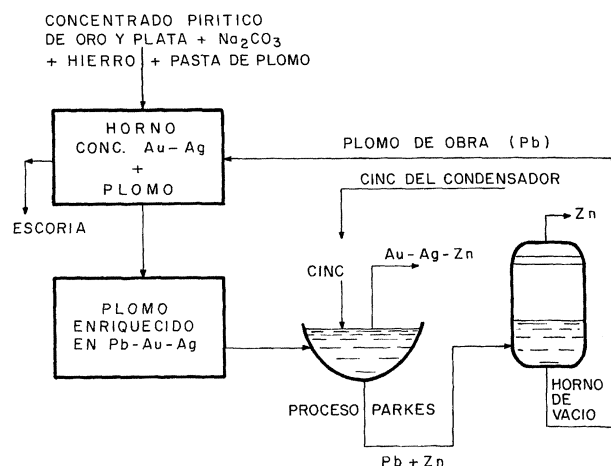 CONCENTRADO PIRITICO
DE ORO Y PLATA + Na₂CO₃
+ HIERRO + PASTA DE PLOMO
HORNO
CONC. Au-Ag
+
PLOMO
ESCORIA
PLOMO DE OBRA (Pb)
CINC DEL CONDENSADOR
Zn
Au-Ag-Zn
CINC
PLOMO
ENRIQUECIDO
EN Pb-Au-Ag
PROCESO PARKES
HORNO
DE
VACIO
Pb + Zn